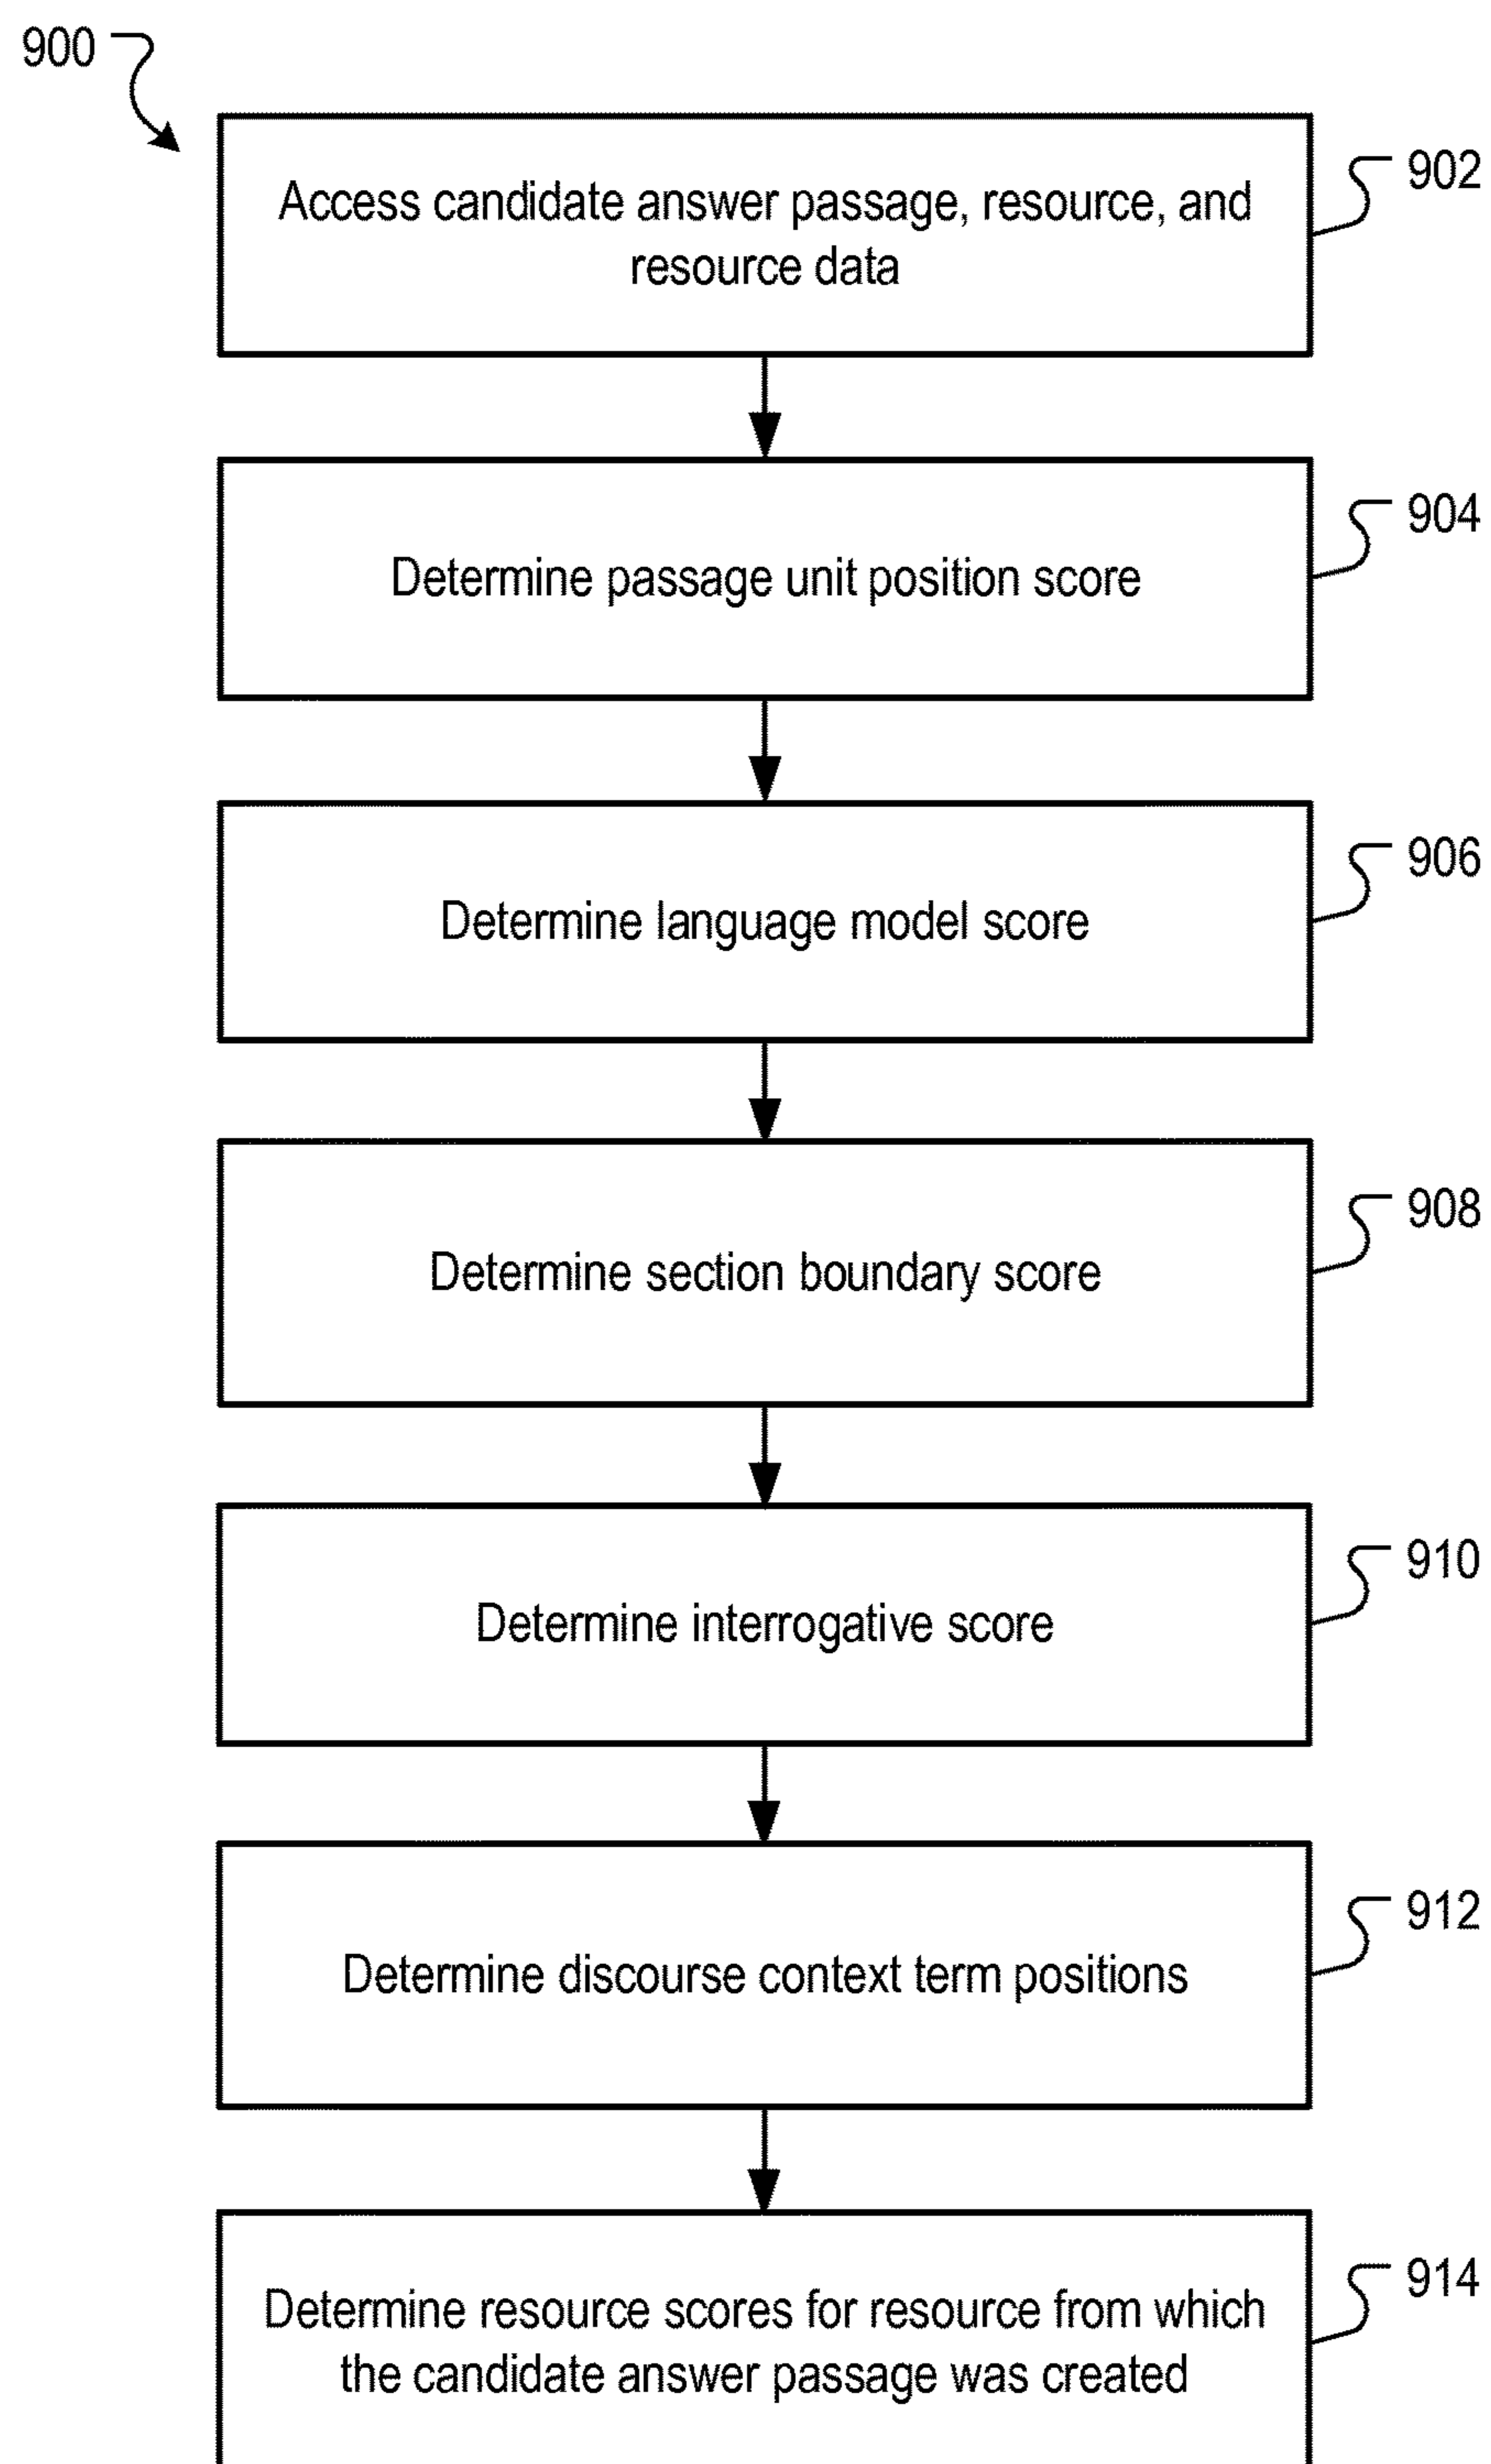 900
Access candidate answer passage, resource, and
resource data
902
Determine passage unit position score
904
Determine language model score
906
Determine section boundary score
908
Determine interrogative score
910
Determine discourse context term positions
912
Determine resource scores for resource from which
the candidate answer passage was created
914